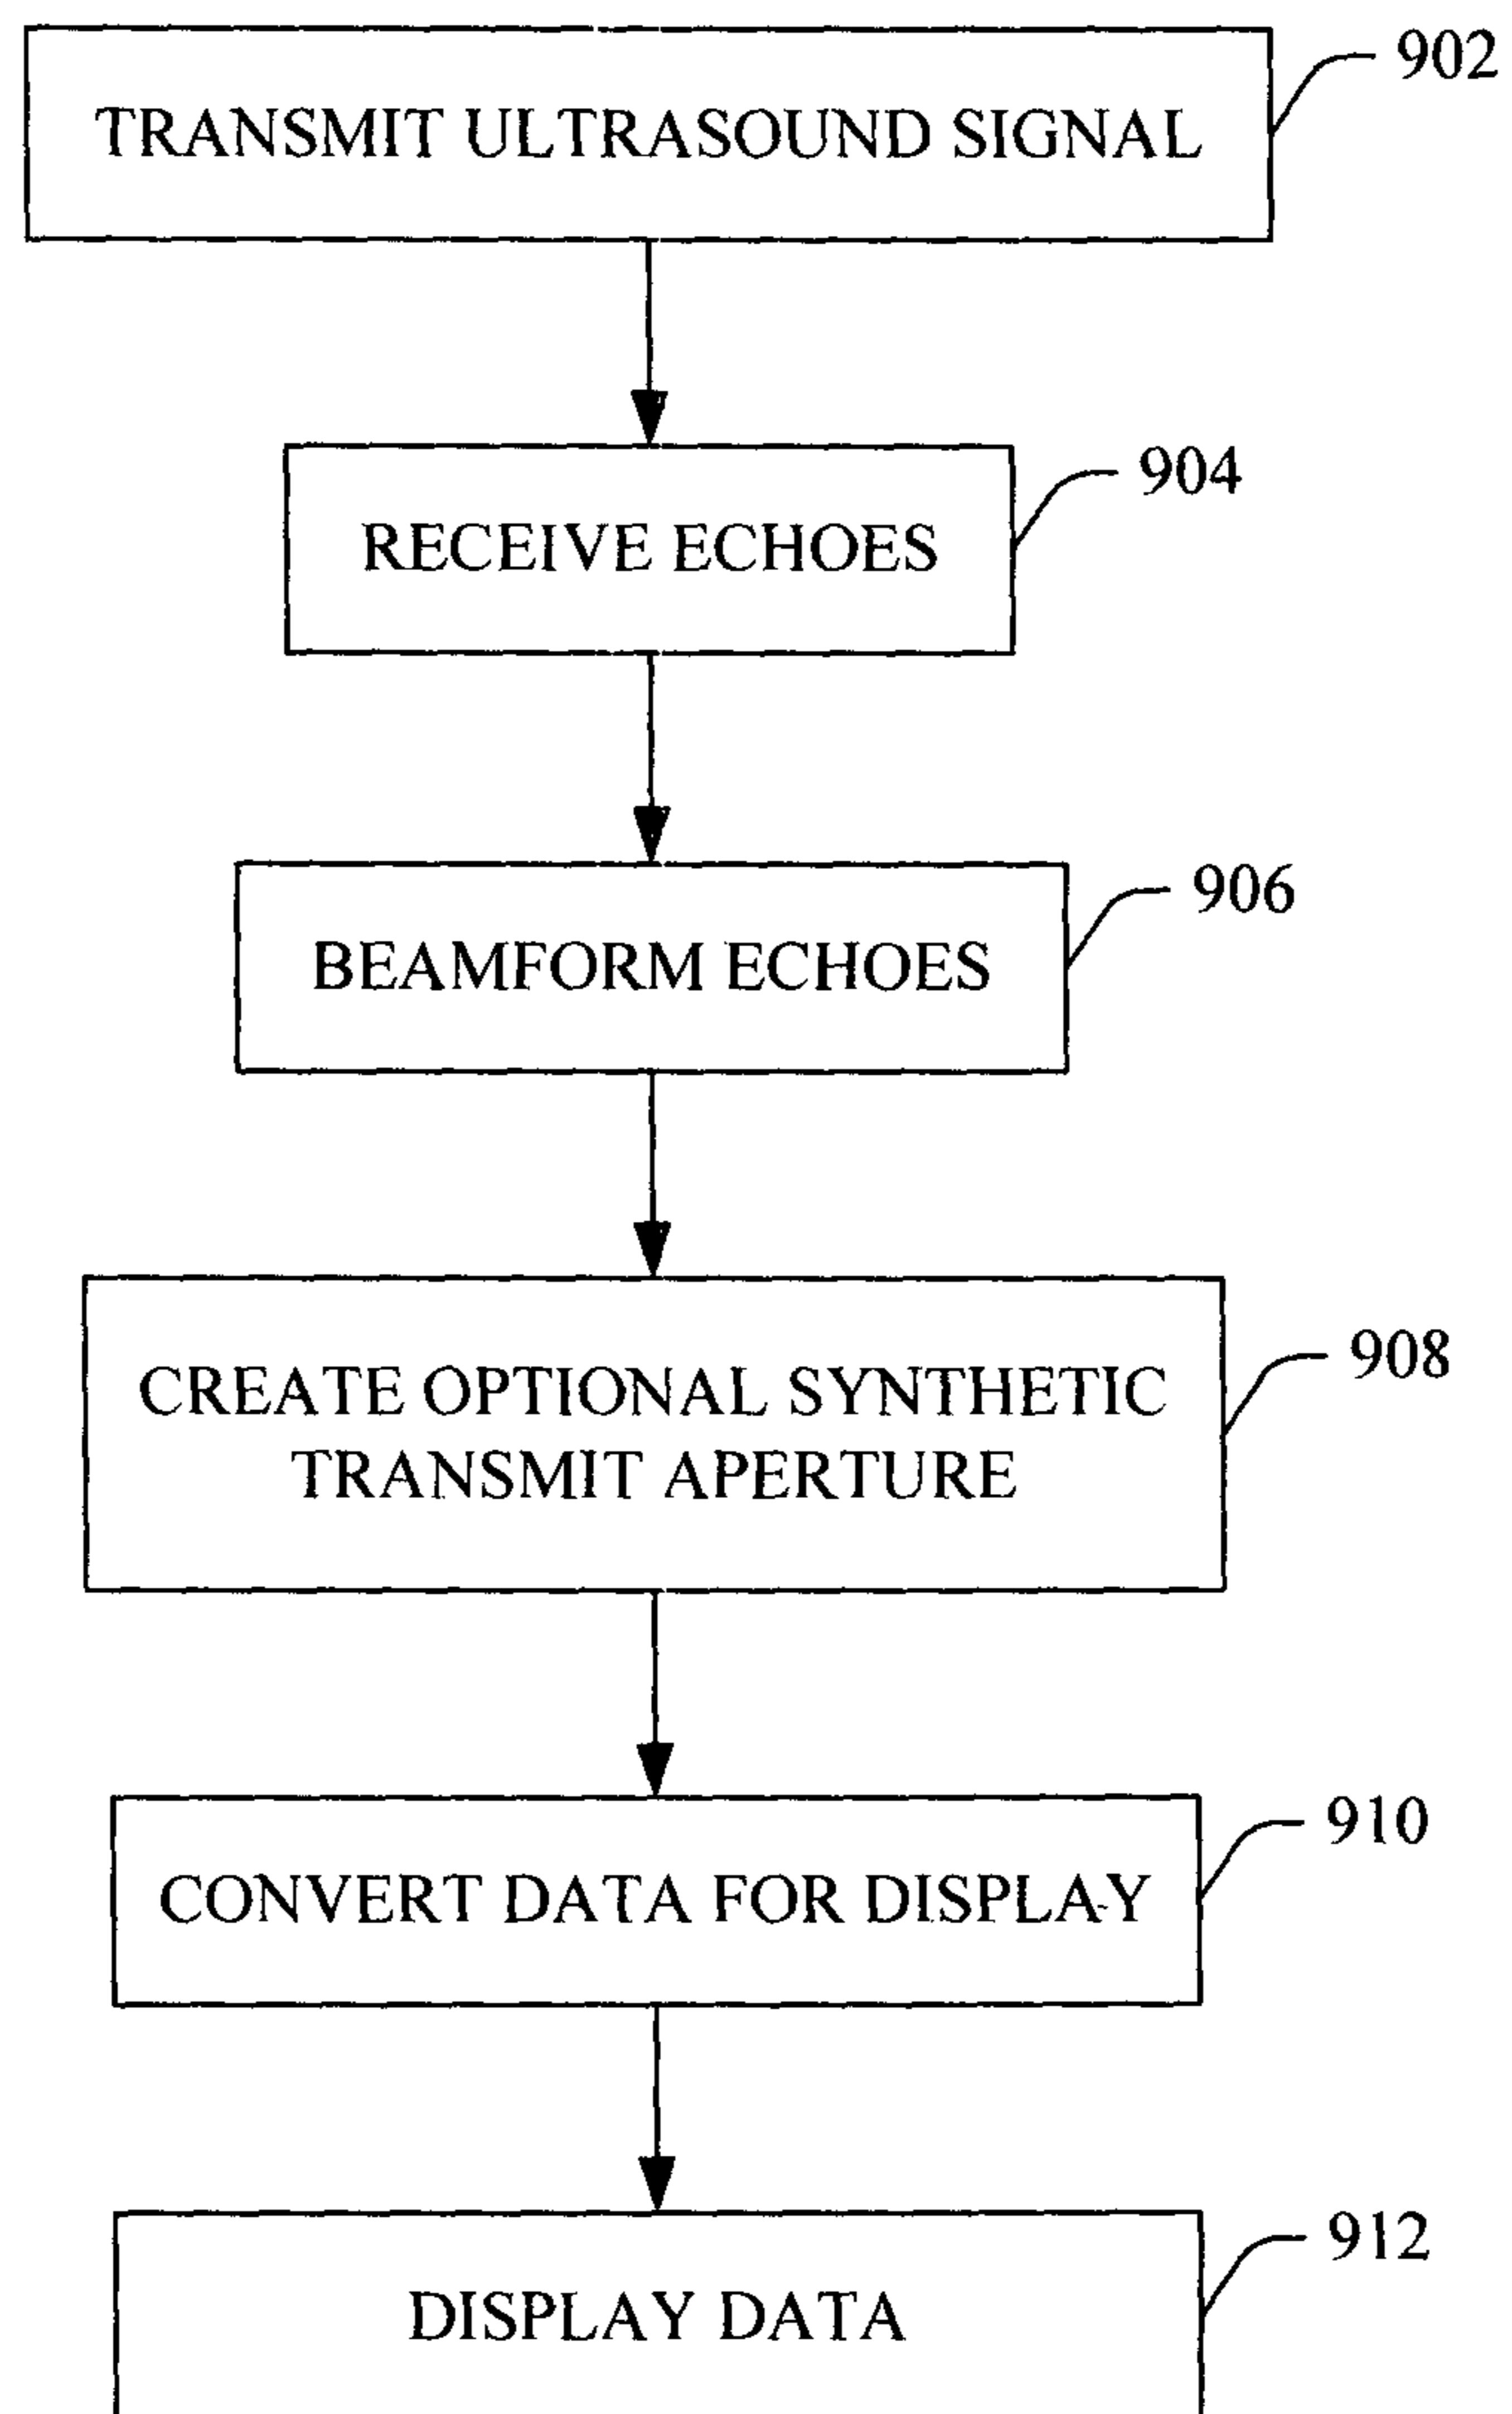 902
TRANSMIT ULTRASOUND SIGNAL
904
RECEIVE ECHOES
906
BEAMFORM ECHOES
908
CREATE OPTIONAL SYNTHETIC
TRANSMIT APERTURE
910
CONVERT DATA FOR DISPLAY
912
DISPLAY DATA